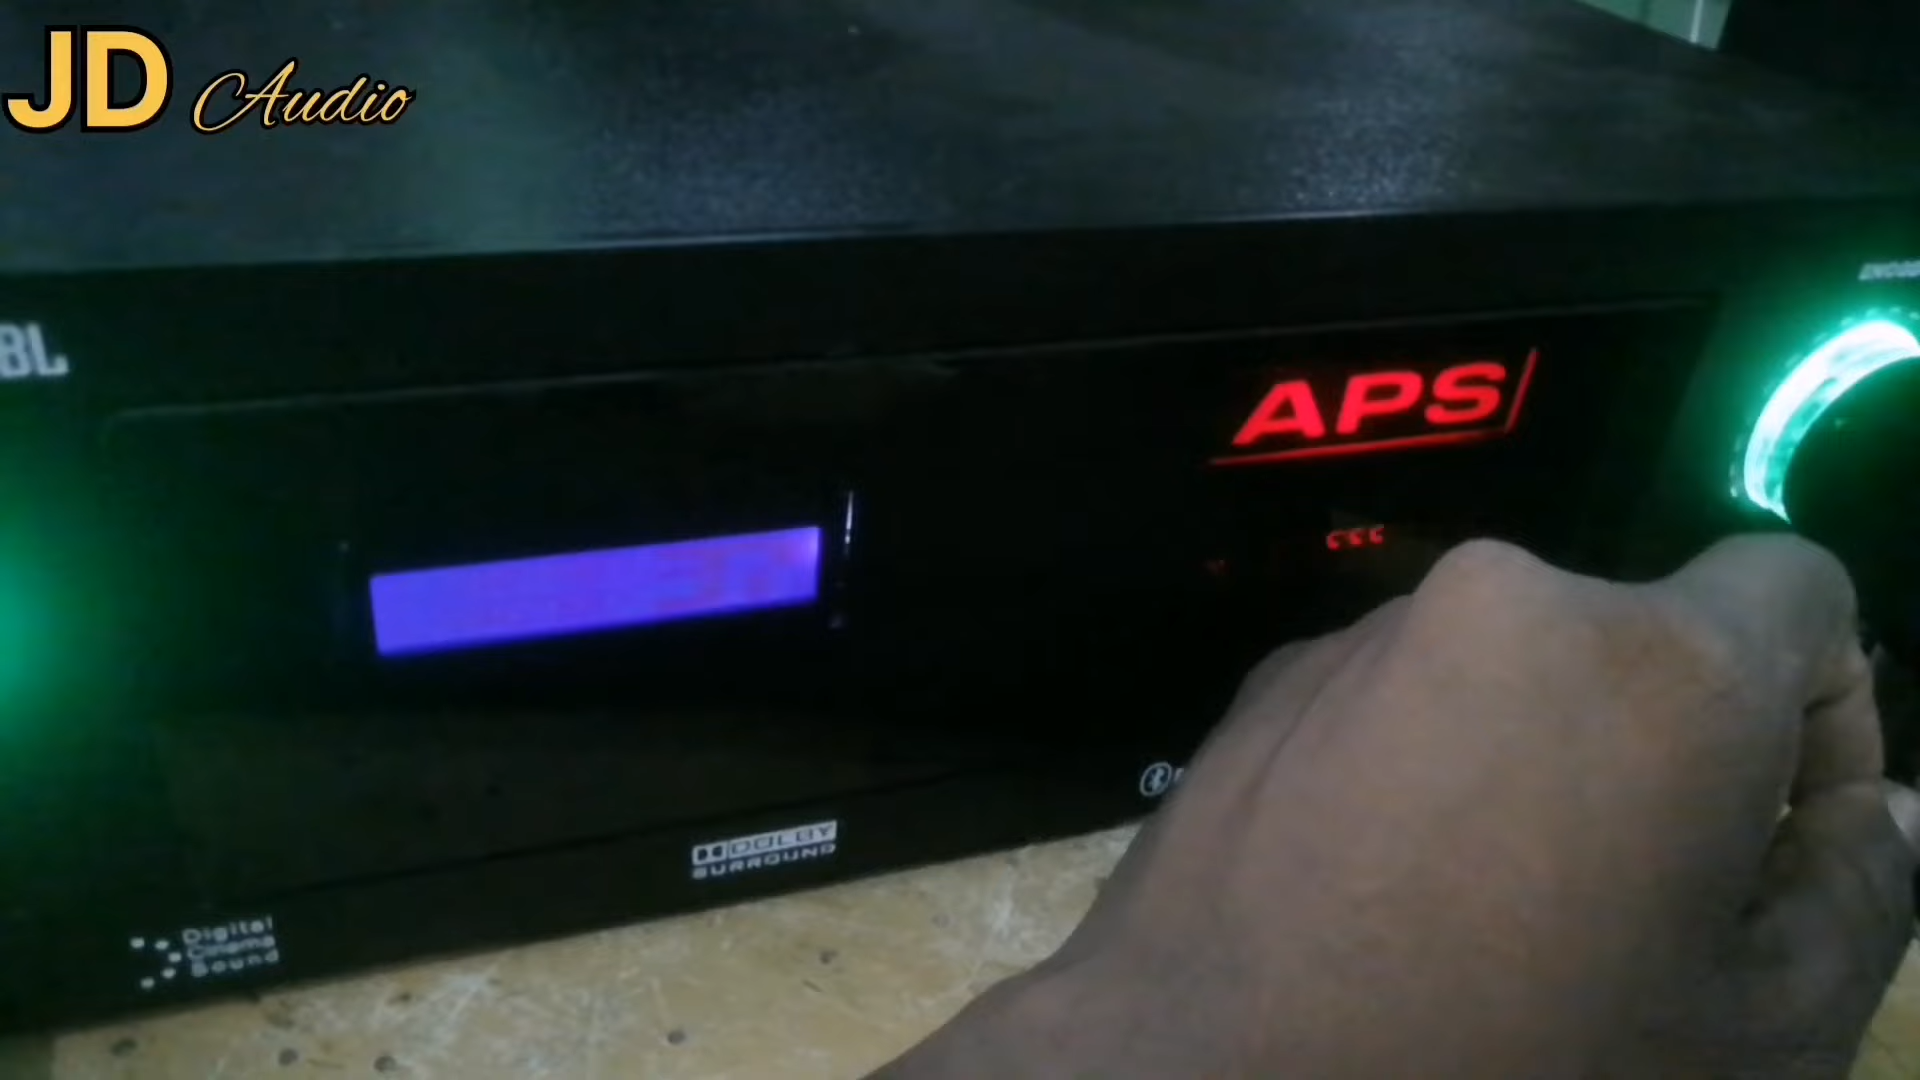 JD Audio
BL
APS
DOLBY
SURROUND
Digital
Cinema
Sound